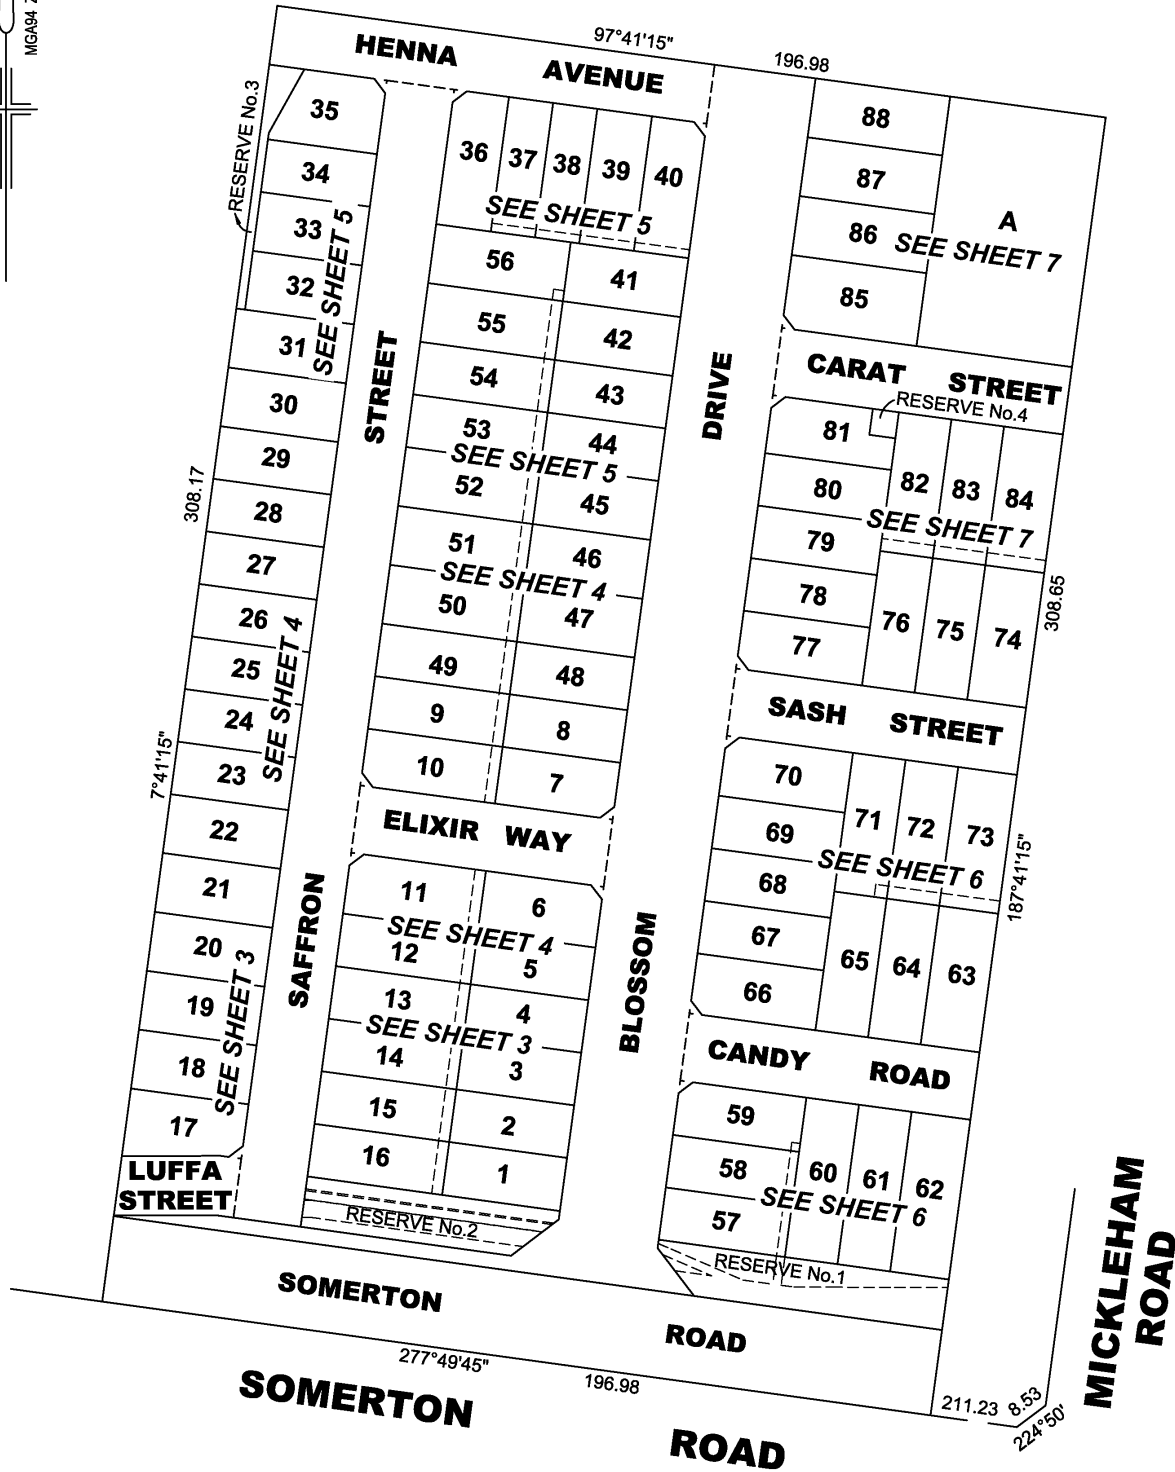 MGA94 Z
97°41'15"
196.98
HENNA AVENUE
RESERVE No.3
35
34
33
32
31
SEE SHEET 5
30
29
28
27
26
25
24
23
SEE SHEET 4
22
21
20
19
18
17
SEE SHEET 3
308.17
7°41'15"
LUFFA
STREET
SAFFRON STREET
36 37 38 39 40
SEE SHEET 5
56 41
55 42
54 43
53 44
SEE SHEET 5
52 45
51 46
SEE SHEET 4
50 47
49 48
9 8
10 7
ELIXIR WAY
11 6
SEE SHEET 4
12 5
13 4
SEE SHEET 3
14 3
15 2
16 1
RESERVE No.2
BLOSSOM DRIVE
88
87
86
85
A
SEE SHEET 7
CARAT STREET
RESERVE No.4
81
80
79
78
77
82 83 84
SEE SHEET 7
76 75 74
308.65
SASH STREET
70
69
68
67
66
71 72 73
SEE SHEET 6
65 64 63
187°41'15"
CANDY ROAD
59
58
57
60 61 62
SEE SHEET 6
RESERVE No.1
SOMERTON ROAD
277°49'45"
196.98
SOMERTON ROAD
211.23
8.53
224°50'
MICKLEHAM
ROAD